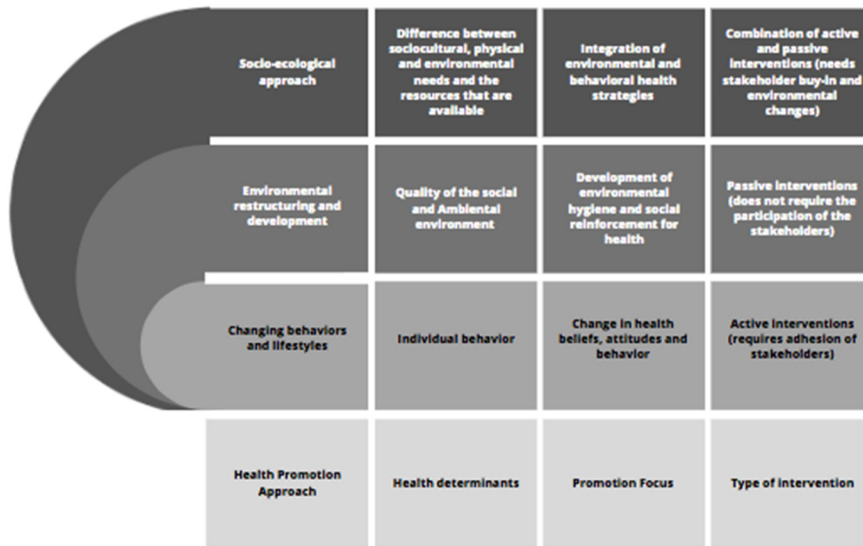 Socio-ecological
approach
Difference between
sociocultural, physical
and environmental
needs and the
resources that are
available
Integration of
environmental and
behavioral health
strategies
Combination of active
and passive
interventions (needs
stakeholder buy-in and
environmental
changes)
Environmental
restructuring and
development
Quality of the social
and Ambiental
environment
Development of
environmental
hygiene and social
reinforcement for
health
Passive interventions
(does not require the
participation of the
stakeholders)
Changing behaviors
and lifestyles
Individual behavior
Change in health
beliefs, attitudes and
behavior
Active interventions
(requires adhesion of
stakeholders)
Health Promotion
Approach
Health determinants
Promotion Focus
Type of intervention